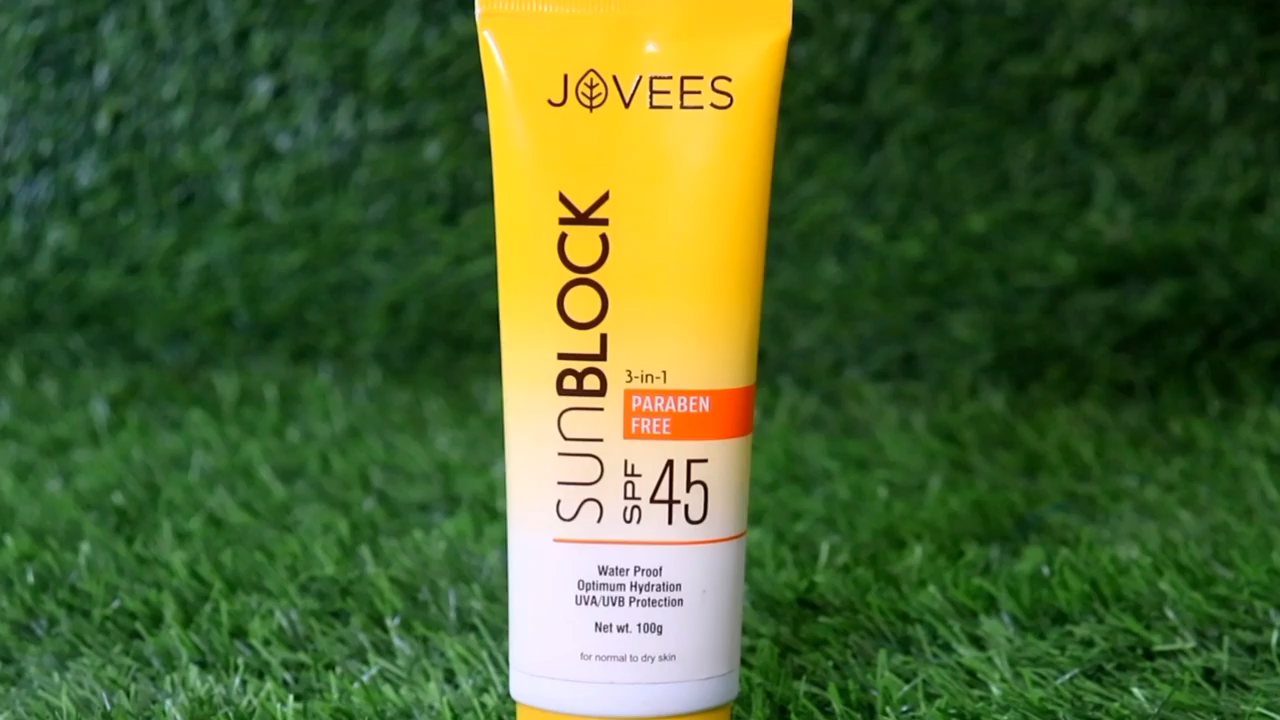 JOVEES
SUNBLOCK
3-in-1
PARABEN
FREE
SPF 45
Water Proof
Optimum Hydration
UVA/UVB Protection
Net wt. 100g
for normal to dry skin